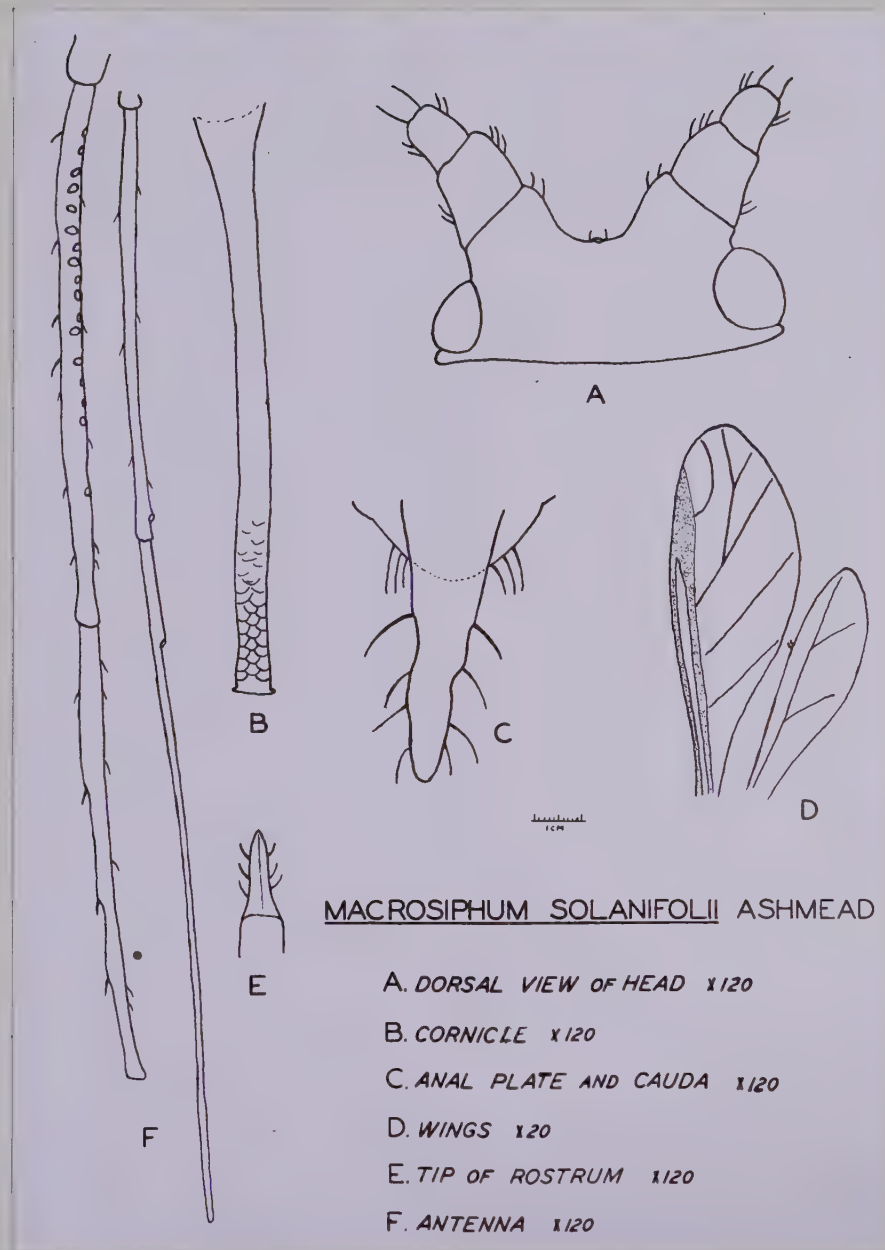 A
B
C
D
1CM
E
MACROSIPHUM SOLANIFOLII ASHMEAD
A. DORSAL VIEW OF HEAD X120
B. CORNICLE X120
C. ANAL PLATE AND CAUDA X120
D. WINGS X20
E. TIP OF ROSTRUM X120
F. ANTENNA X120
F